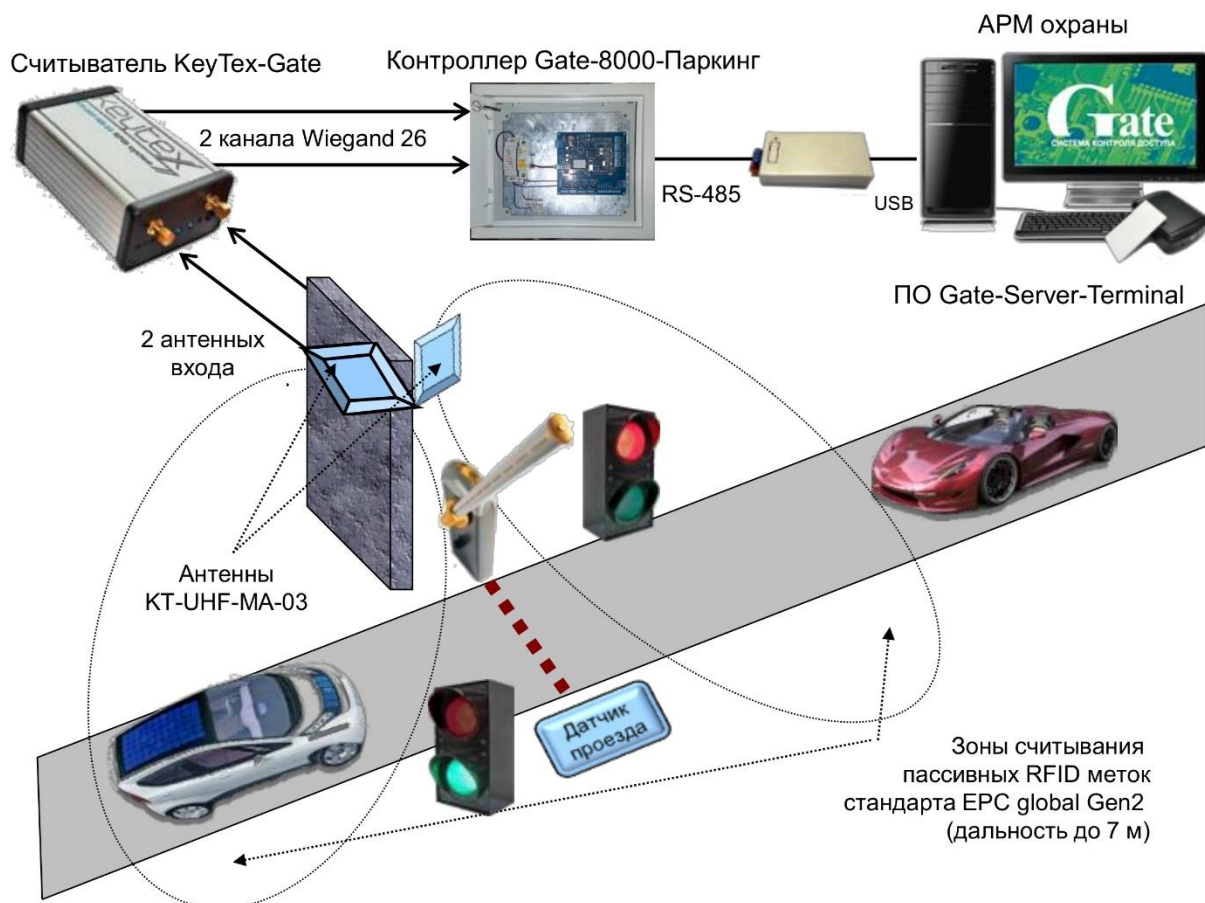 АРМ охраны
Считыватель KeyTex-Gate
Контроллер Gate-8000-Паркинг
KeyTeX
2 канала Wiegand 26
RS-485
USB
Gate
СИСТЕМА КОНТРОЛЯ ДОСТУПА
ПО Gate-Server-Terminal
2 антенных
входа
Антенны
KT-UHF-MA-03
Датчик
проезда
Зоны считывания
пассивных RFID меток
стандарта EPC global Gen2
(дальность до 7 м)